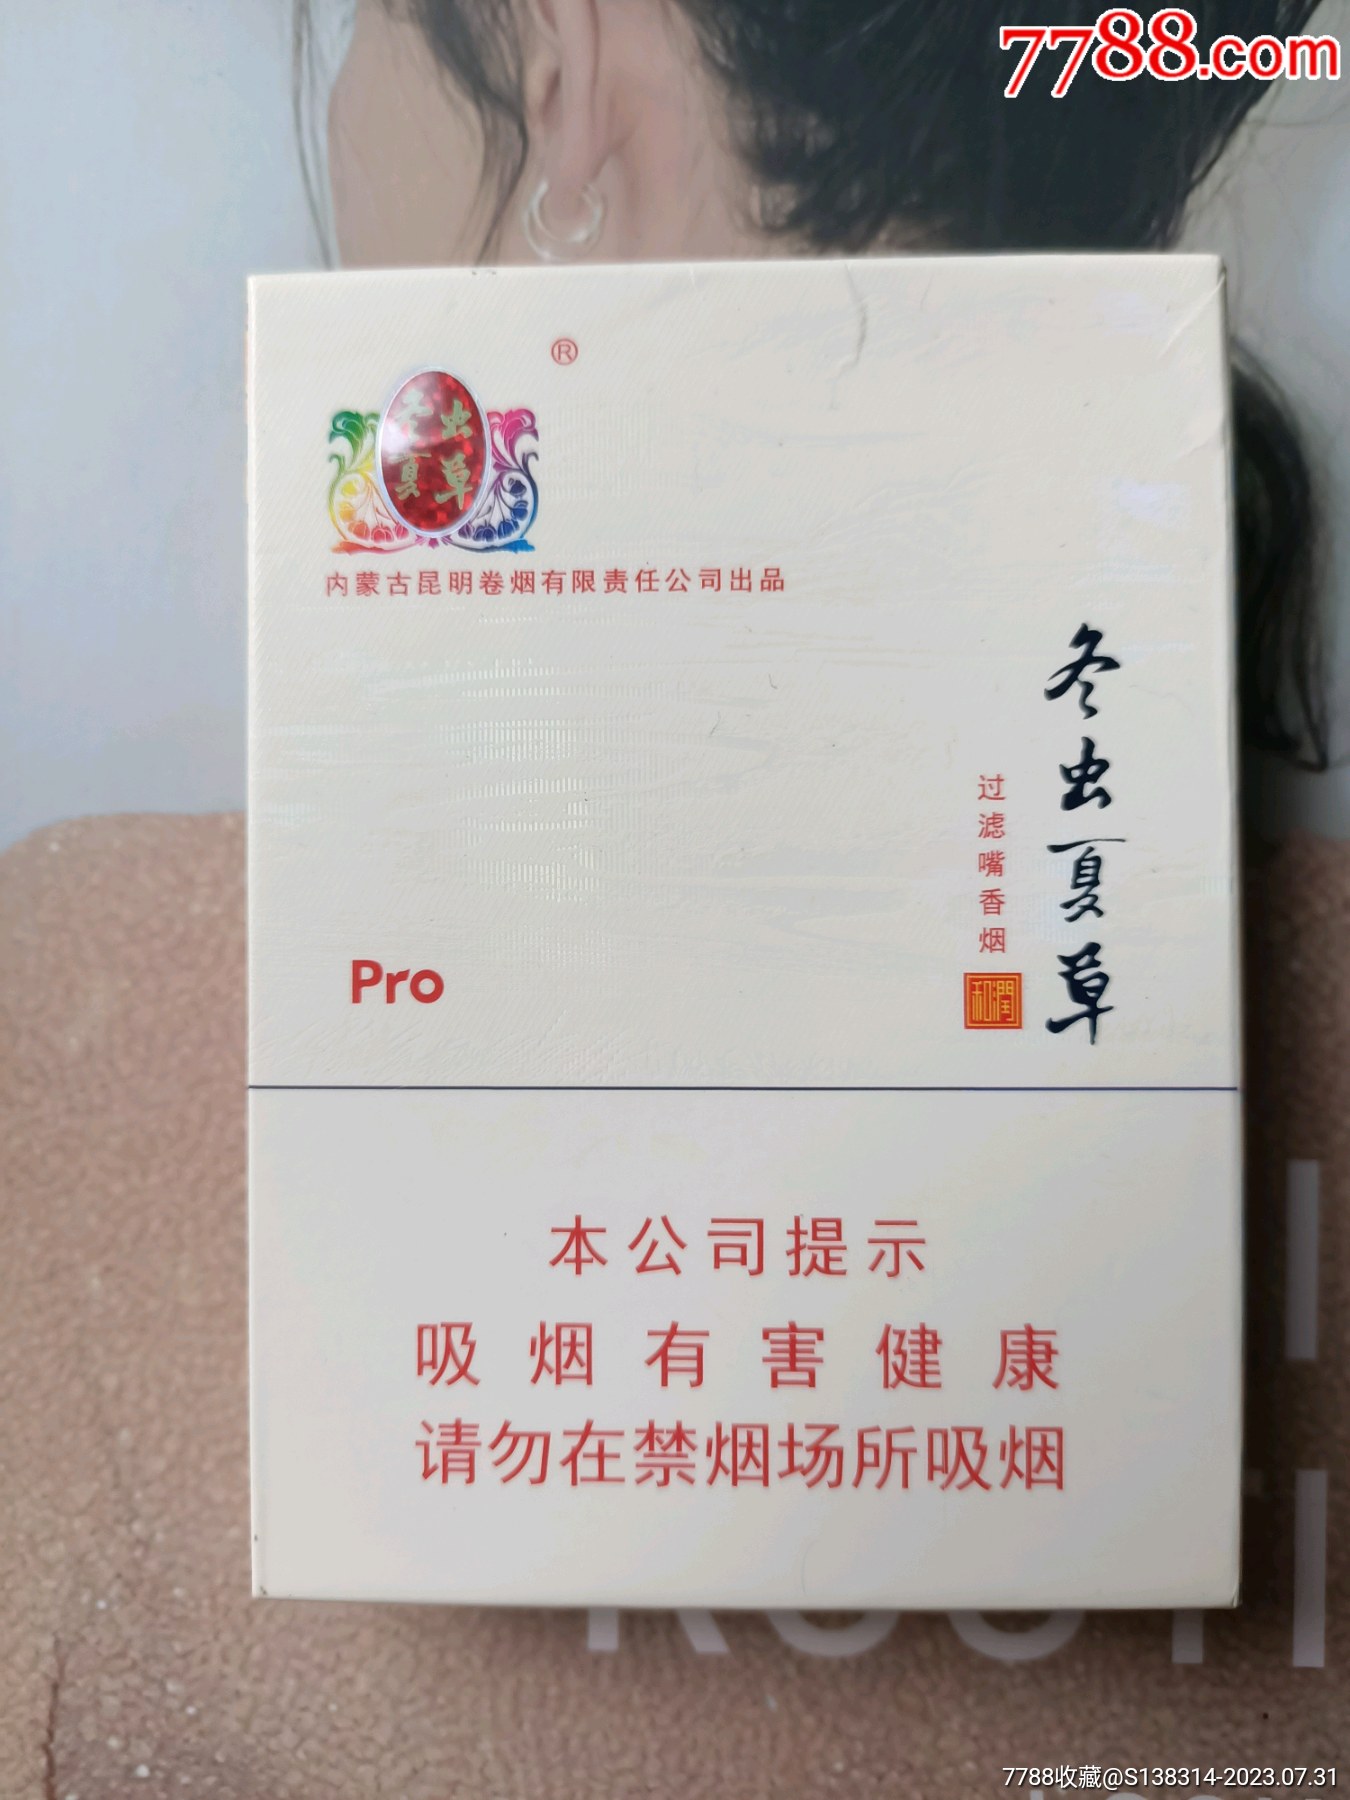 7788.com
®
冬虫
夏草
内蒙古昆明卷烟有限责任公司出品
冬虫夏草
过滤嘴香烟
和潤
Pro
本公司提示
吸烟有害健康
请勿在禁烟场所吸烟
7788收藏@S138314-2023.07.31